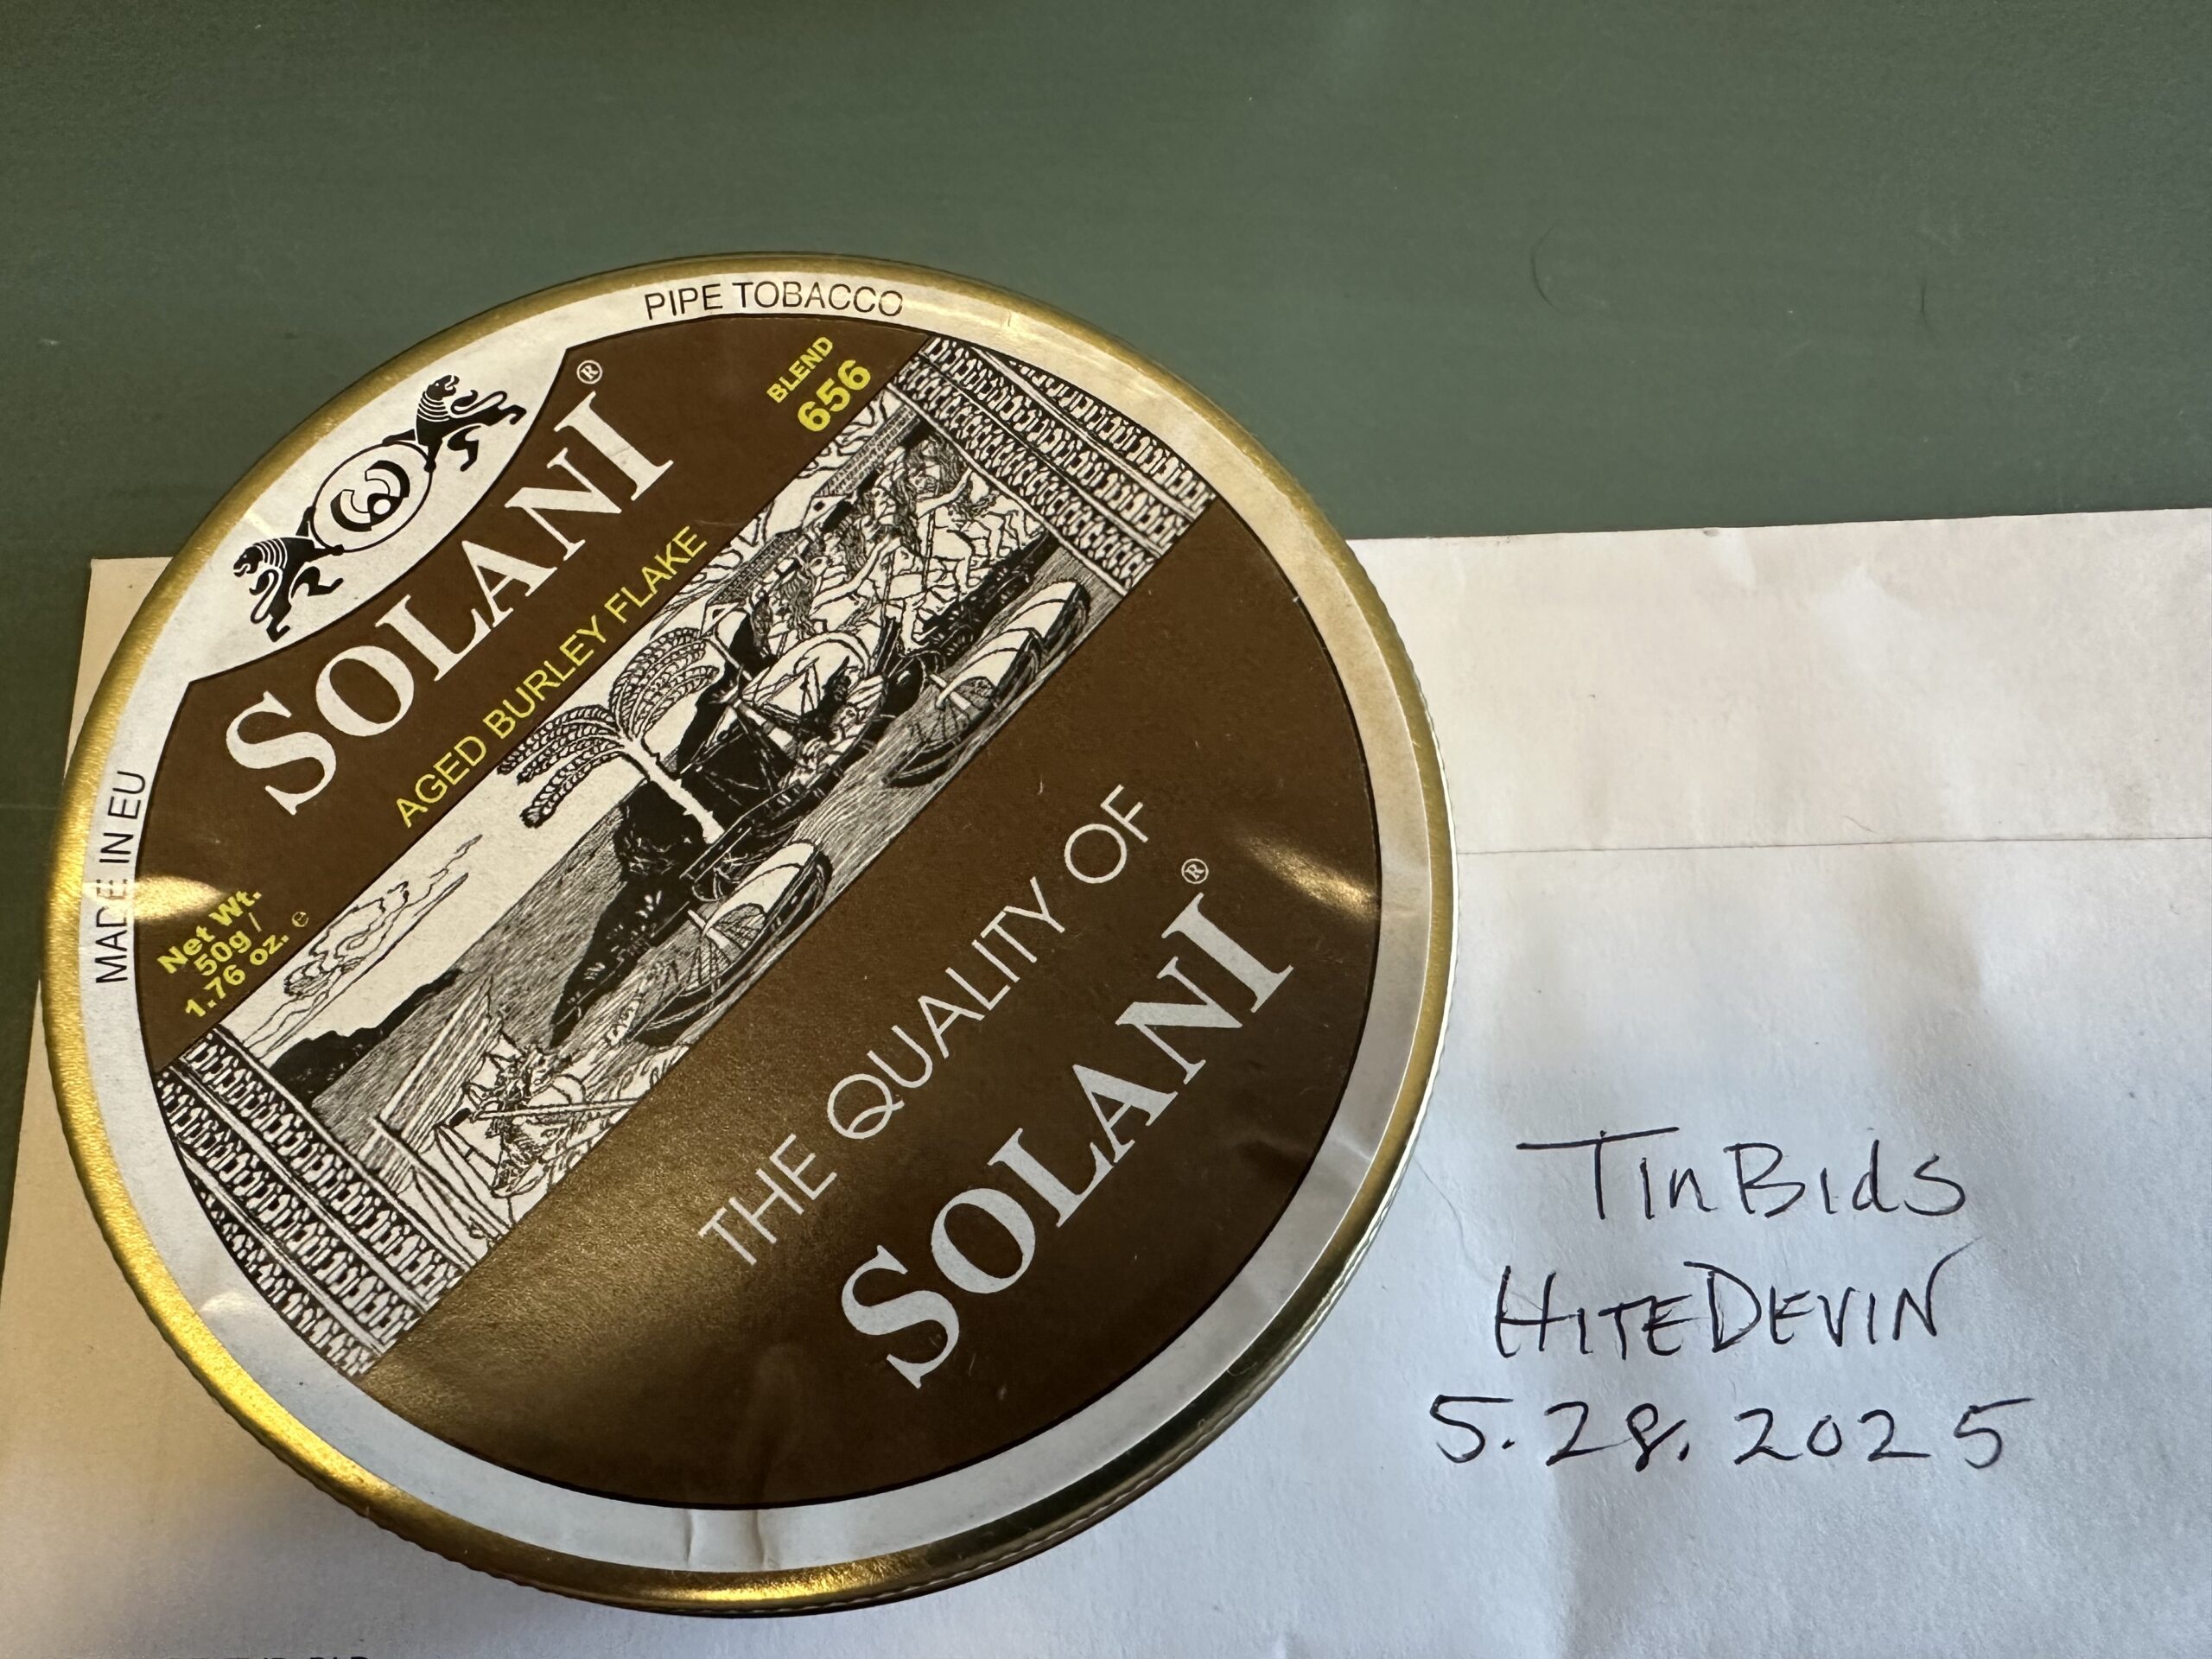 PIPE TOBACCO
SOLANI®
BLEND
656
AGED BURLEY FLAKE
MADE IN EU
Net Wt.
50g /
1.76 oz. e
THE QUALITY OF
SOLANI®
TinBids
HITEDEVIN
5.28.2025